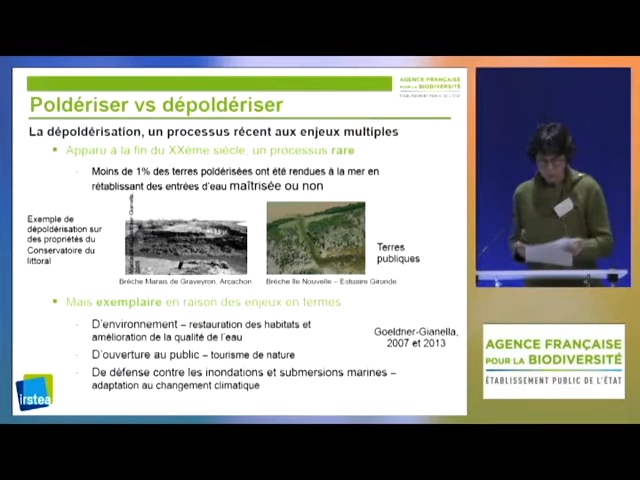 AGENCE FRANÇAISE
POUR LA BIODIVERSITÉ
ÉTABLISSEMENT PUBLIC DE L'ÉTAT
Poldériser vs dépoldériser
La dépoldérisation, un processus récent aux enjeux multiples
• Apparu à la fin du XXème siècle, un processus rare
- Moins de 1% des terres poldérisées ont été rendues à la mer en
rétablissant des entrées d'eau maîtrisée ou non
Exemple de
dépoldérisation sur
des propriétés du
Conservatoire du
littoral
Terres
publiques
Brèche Marais de Graveyron, Arcachon
Brèche île Nouvelle – Estuaire Gironde
• Mais exemplaire en raison des enjeux en termes
- D'environnement – restauration des habitats et
amélioration de la qualité de l'eau
- D'ouverture au public – tourisme de nature
- De défense contre les inondations et submersions marines –
adaptation au changement climatique
Goeldner-Gianella,
2007 et 2013
irstea
AGENCE FRANÇAISE
POUR LA BIODIVERSITÉ
ÉTABLISSEMENT PUBLIC DE L'ÉTAT